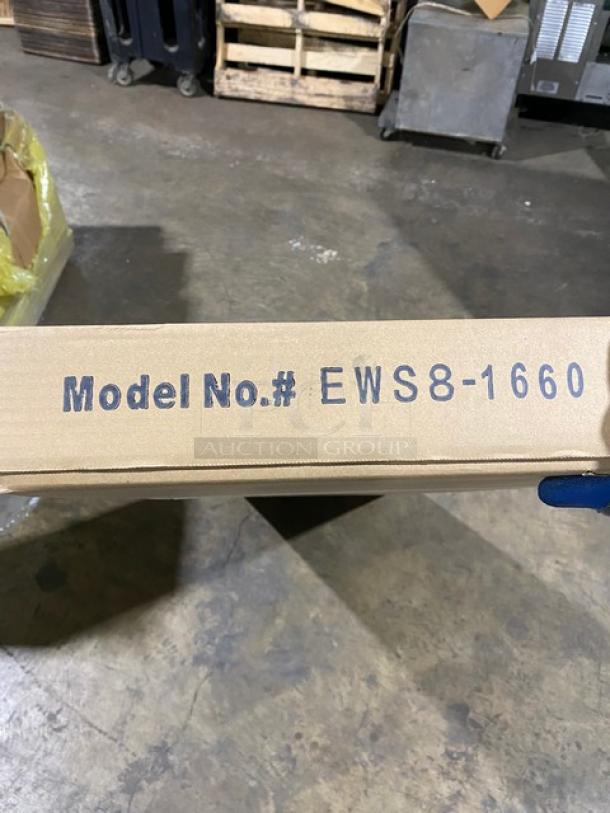 Model No.# EWS8-1660
PCI
AUCTION GROUP